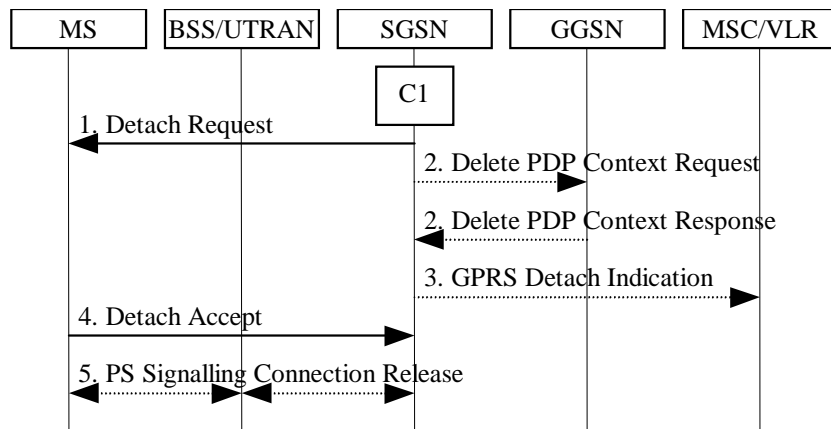 MS
BSS/UTRAN
SGSN
GGSN
MSC/VLR
C1
1. Detach Request
2. Delete PDP Context Request
2. Delete PDP Context Response
3. GPRS Detach Indication
4. Detach Accept
5. PS Signalling Connection Release